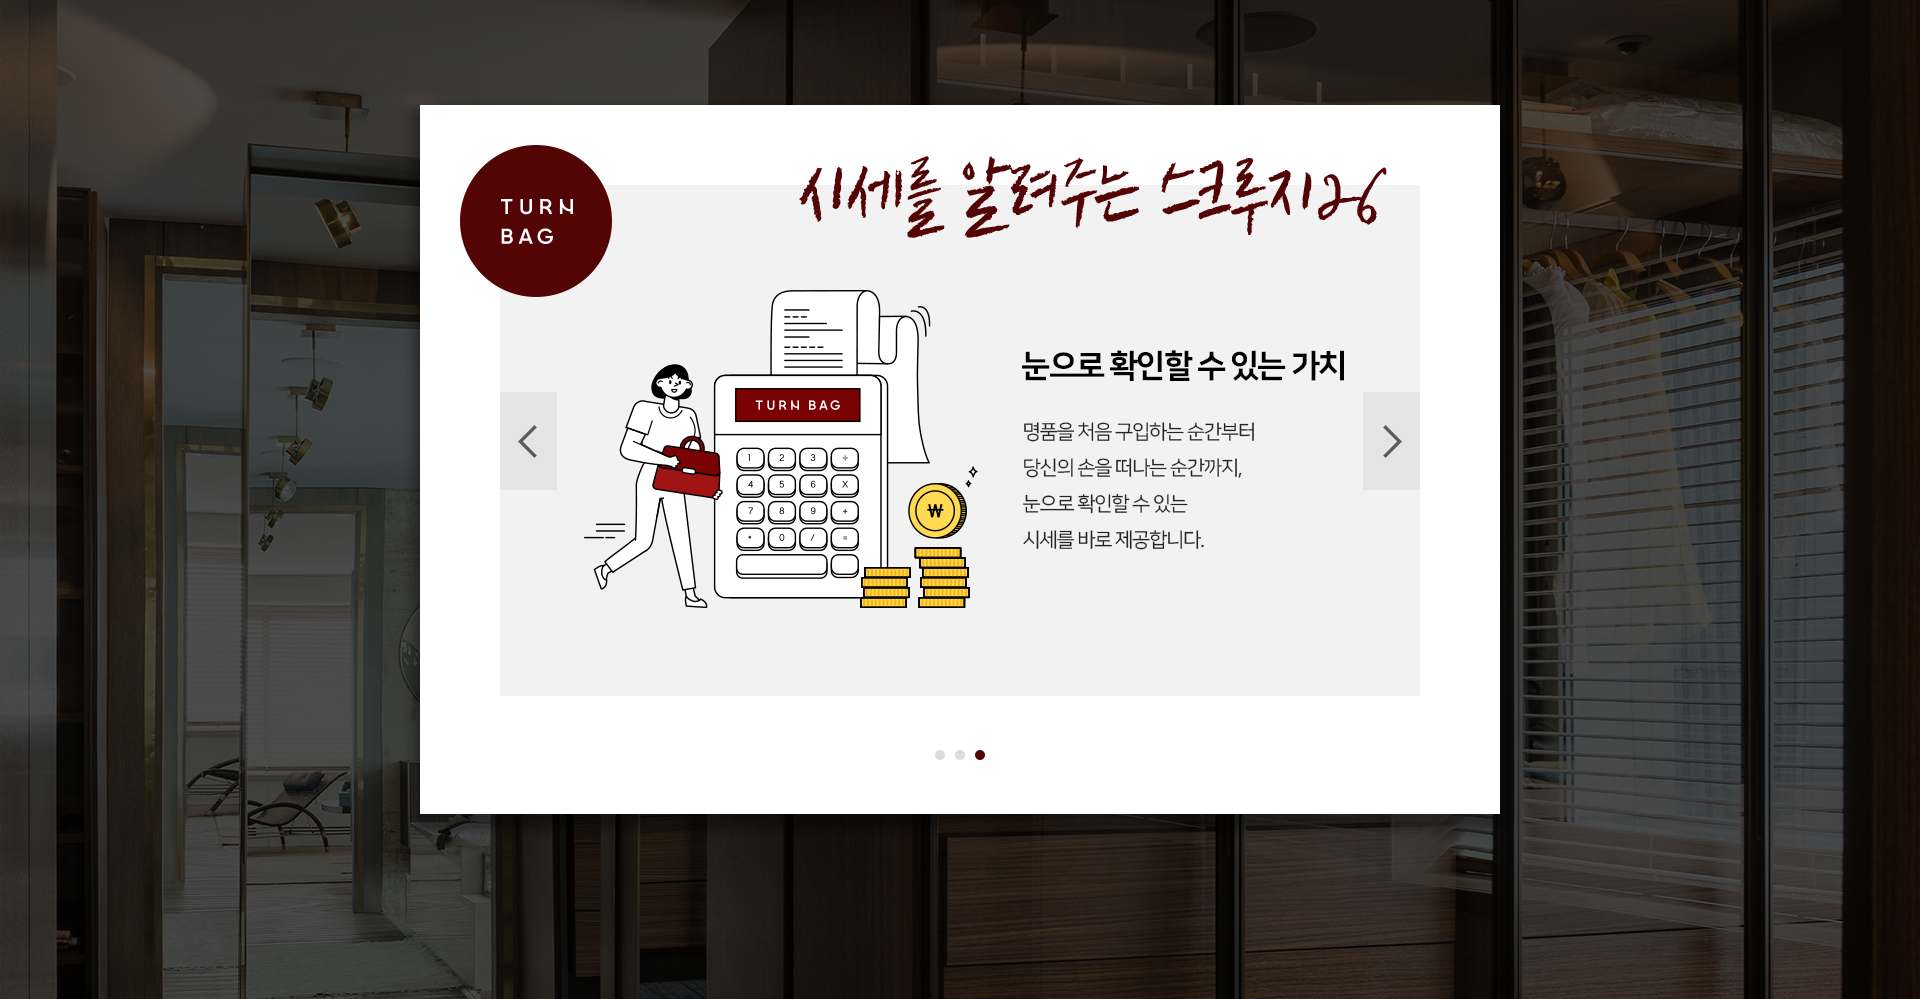 TURN
BAG
시세를 알려주는 스크루지26
TURN BAG
1 2 3 ÷
4 5 6 X
7 8 9 +
• 0 / =
₩
눈으로 확인할 수 있는 가치
명품을 처음 구입하는 순간부터
당신의 손을 떠나는 순간까지,
눈으로 확인할 수 있는
시세를 바로 제공합니다.